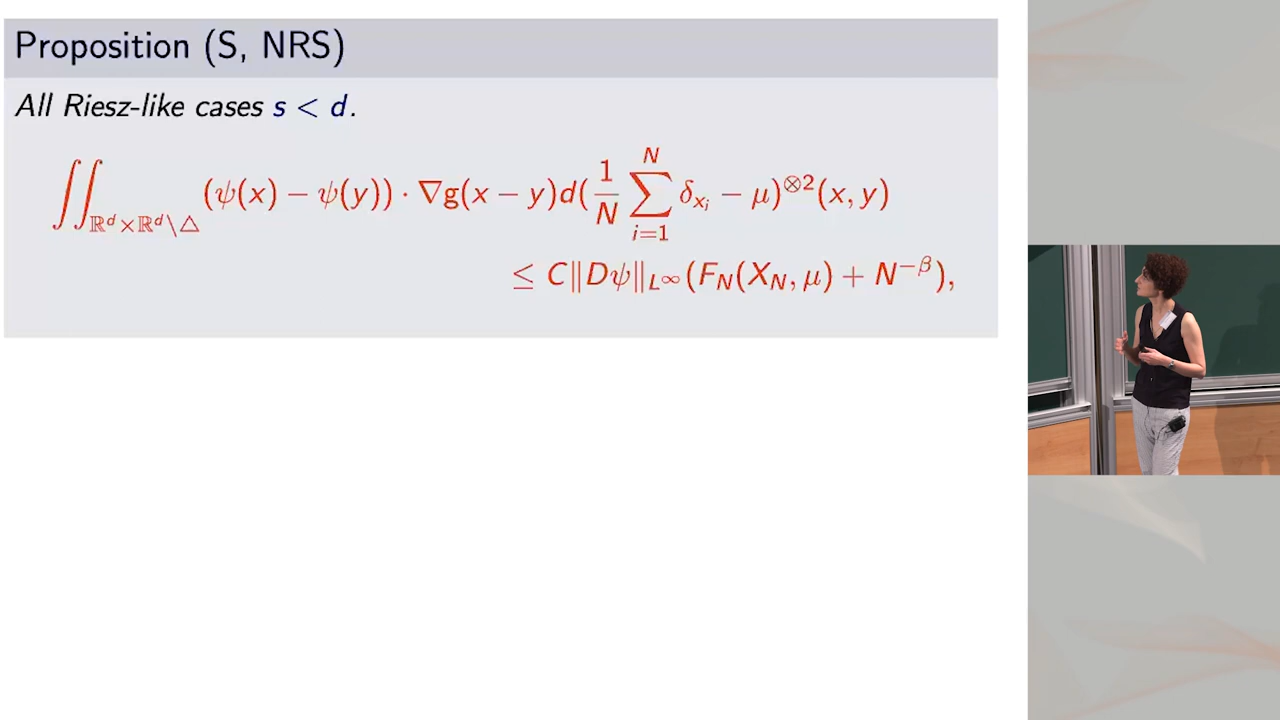 Proposition (S, NRS)
All Riesz-like cases s < d.
∬_{ℝ^d×ℝ^d\△} (ψ(x) − ψ(y)) · ∇g(x − y)d(1/N ∑_{i=1}^{N} δ_{x_i} − μ)^{⊗2}(x, y)
≤ C‖Dψ‖_{L^∞}(F_N(X_N, μ) + N^{−β}),